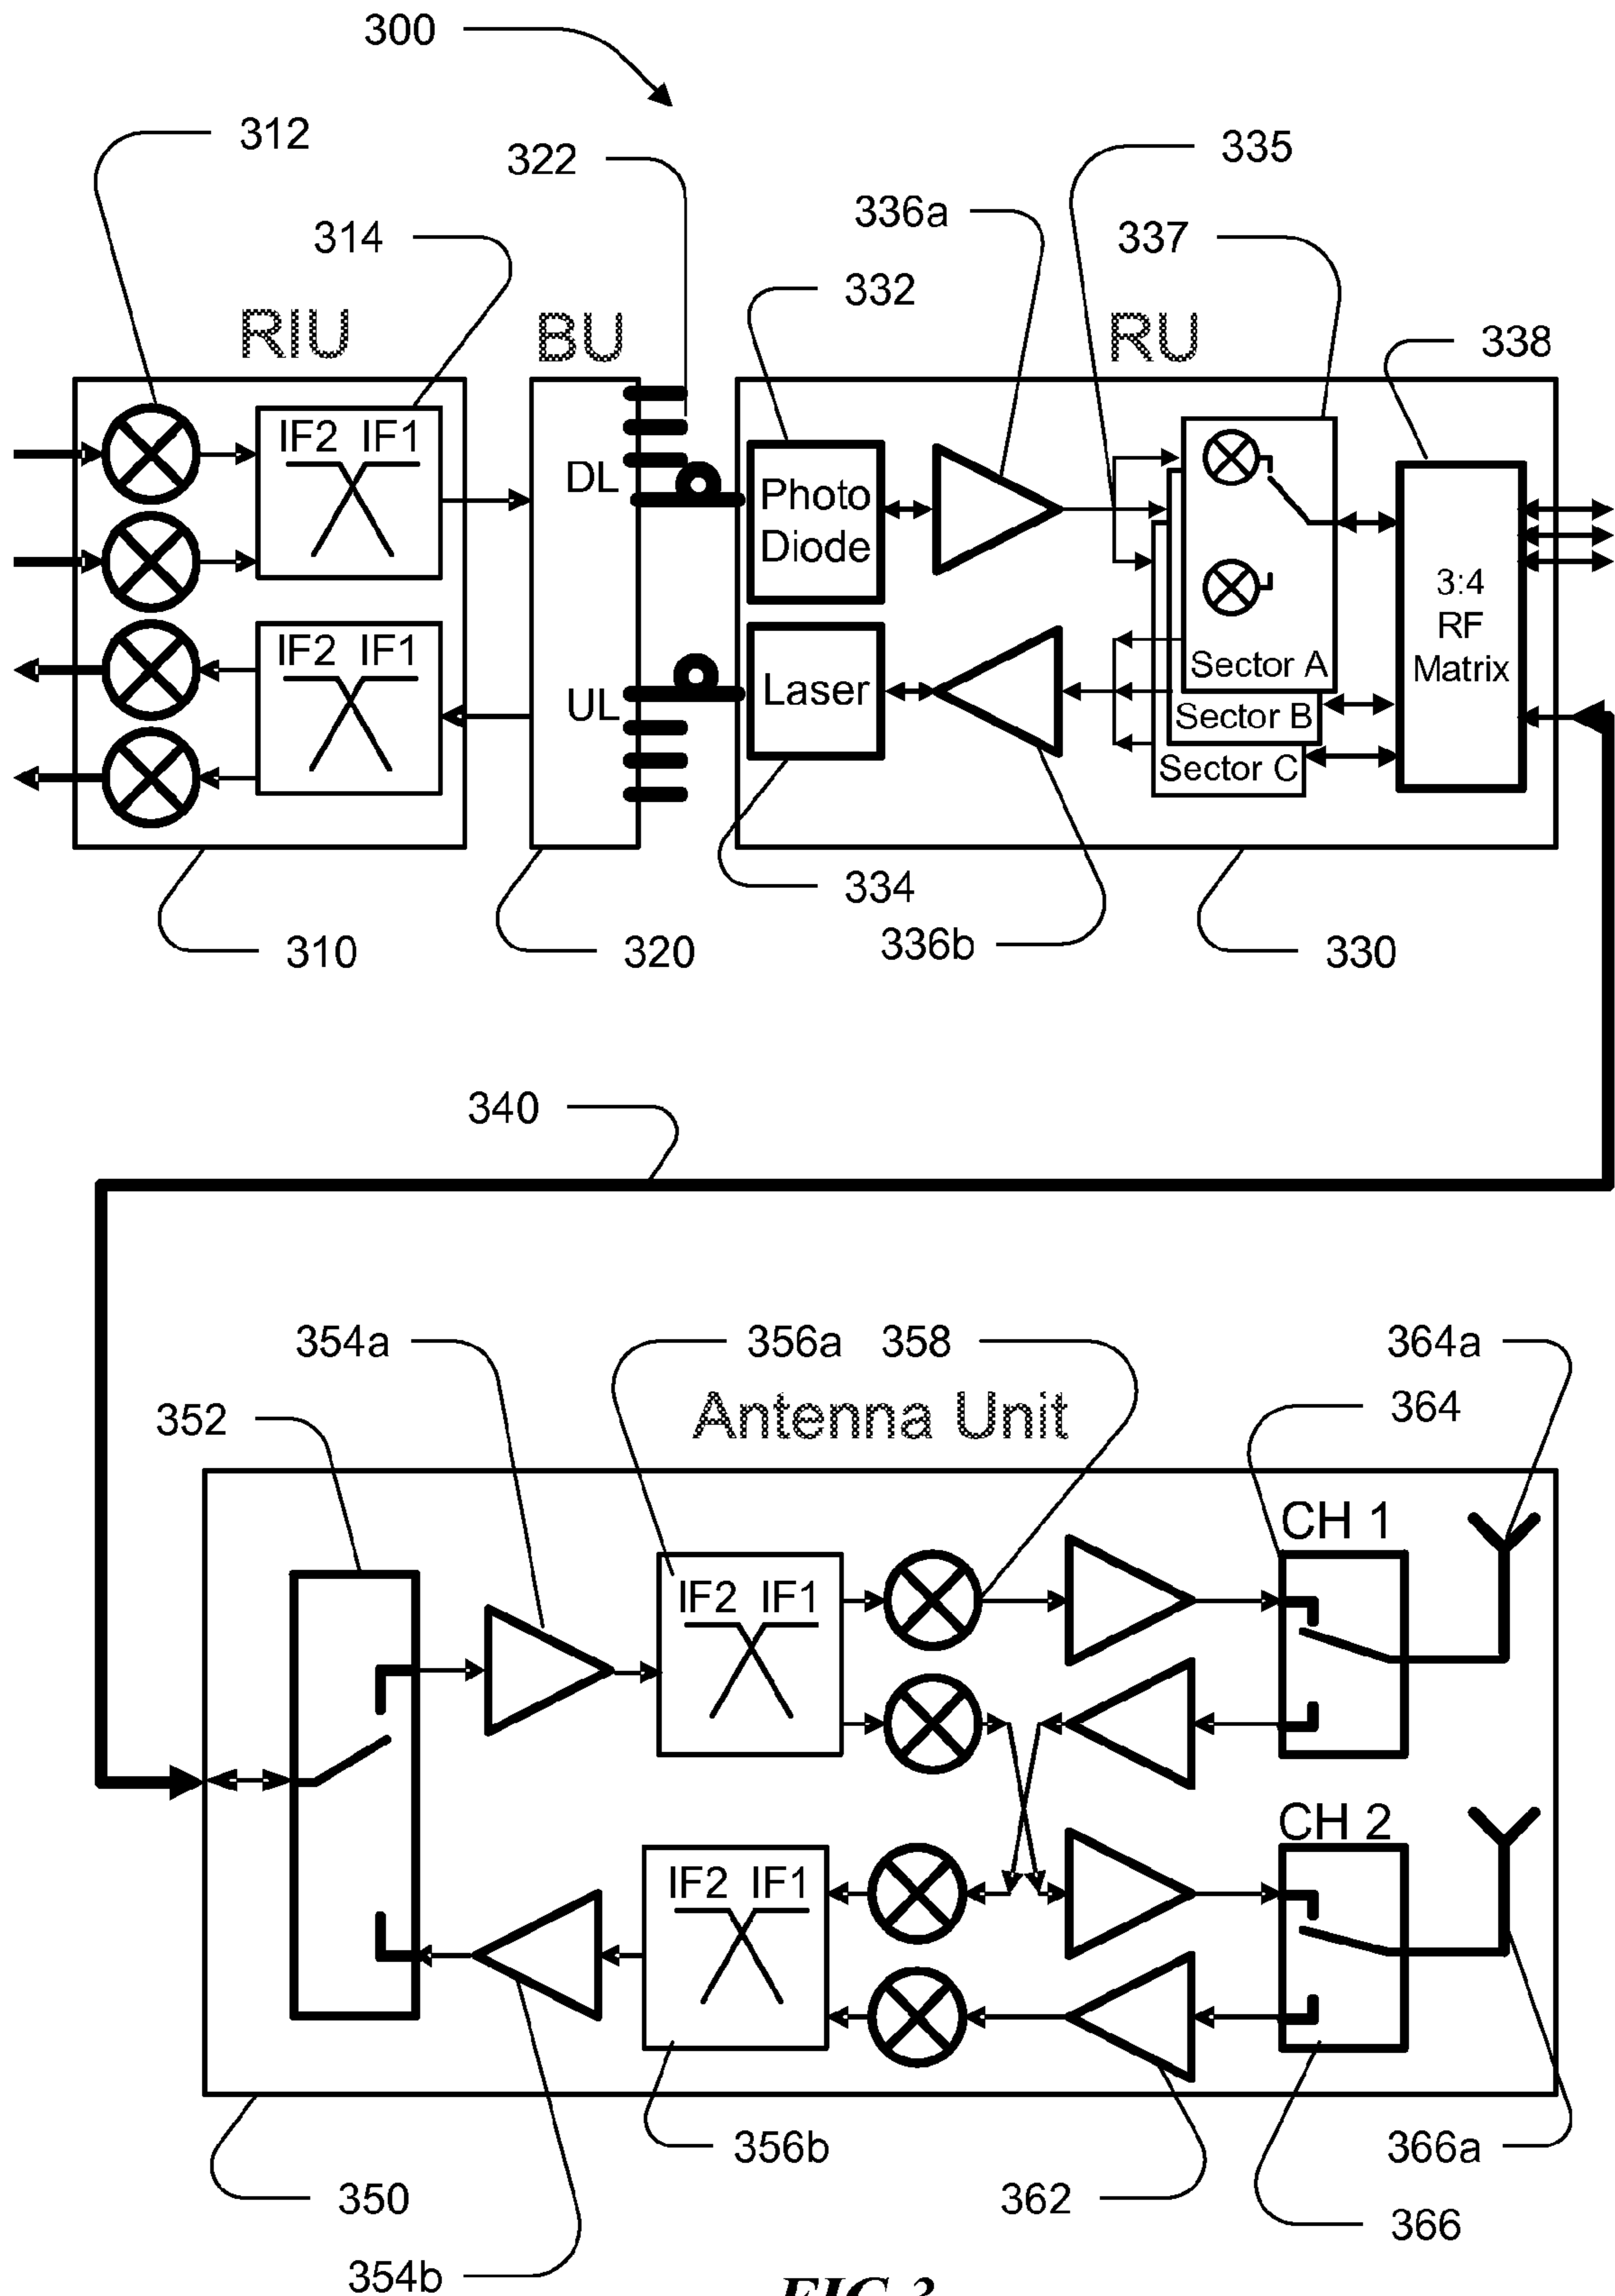 300
312
322
335
336a
314
337
332
RIU
BU
RU
338
IF2 IF1
DL
Photo
Diode
3:4
RF
Matrix
IF2 IF1
UL
Laser
Sector A
Sector B
Sector C
334
336b
310
320
330
340
354a
356a
358
364a
352
Antenna Unit
364
CH 1
IF2 IF1
CH 2
IF2 IF1
356b
366a
350
362
366
354b
FIG. 3